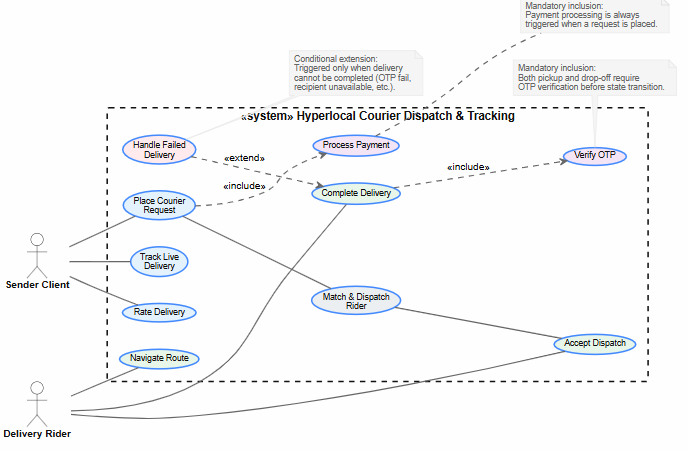 Mandatory inclusion:
Payment processing is always
triggered when a request is placed.
Conditional extension:
Triggered only when delivery
cannot be completed (OTP fail,
recipient unavailable, etc.).
Mandatory inclusion:
Both pickup and drop-off require
OTP verification before state transition.
«system» Hyperlocal Courier Dispatch & Tracking
Handle Failed
Delivery
Process Payment
Verify OTP
«extend»
«include»
«include»
Complete Delivery
Place Courier
Request
Track Live
Delivery
Sender Client
Match & Dispatch
Rider
Rate Delivery
Accept Dispatch
Navigate Route
Delivery Rider